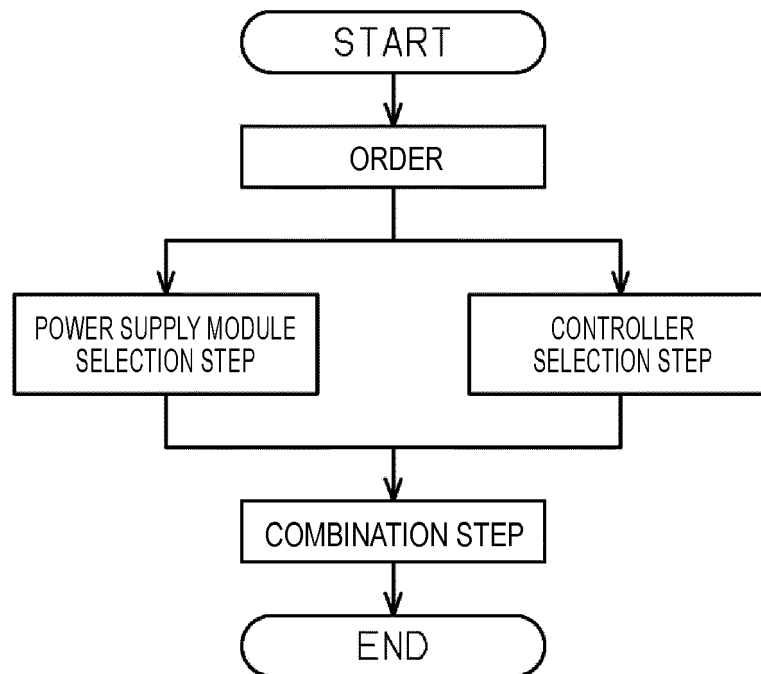 START
ORDER
POWER SUPPLY MODULE
SELECTION STEP
CONTROLLER
SELECTION STEP
COMBINATION STEP
END